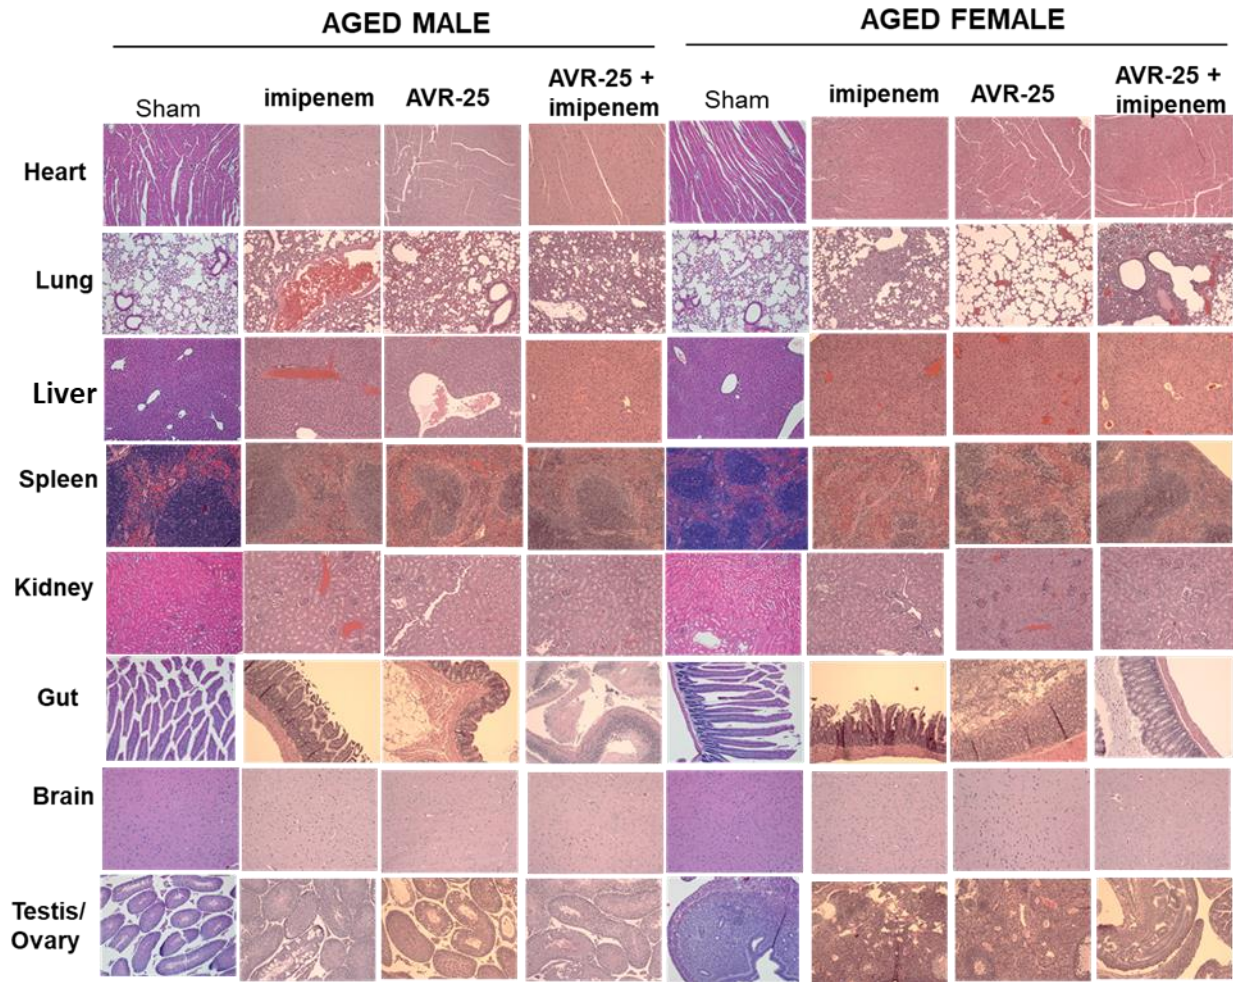 AGED MALE
AGED FEMALE
Sham
imipenem
AVR-25
AVR-25 +
imipenem
Sham
imipenem
AVR-25
AVR-25 +
imipenem
Heart
Lung
Liver
Spleen
Kidney
Gut
Brain
Testis/
Ovary